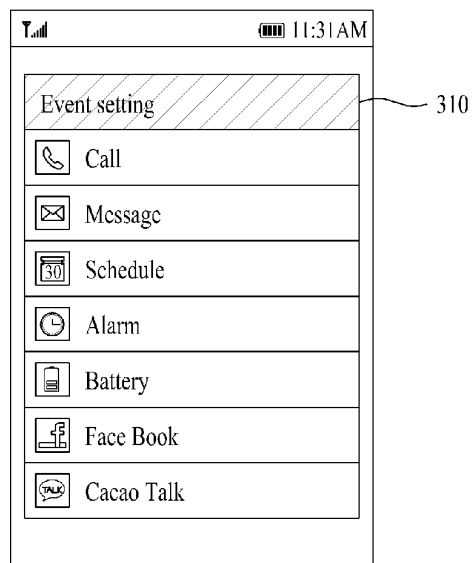 11:31AM
Event setting
310
Call
Message
30
Schedule
Alarm
Battery
f
Face Book
TALK
Cacao Talk